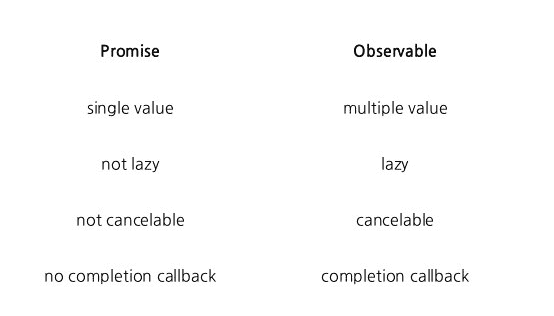 Promise Observable
single value multiple value
not lazy lazy
not cancelable cancelable
no completion callback completion callback